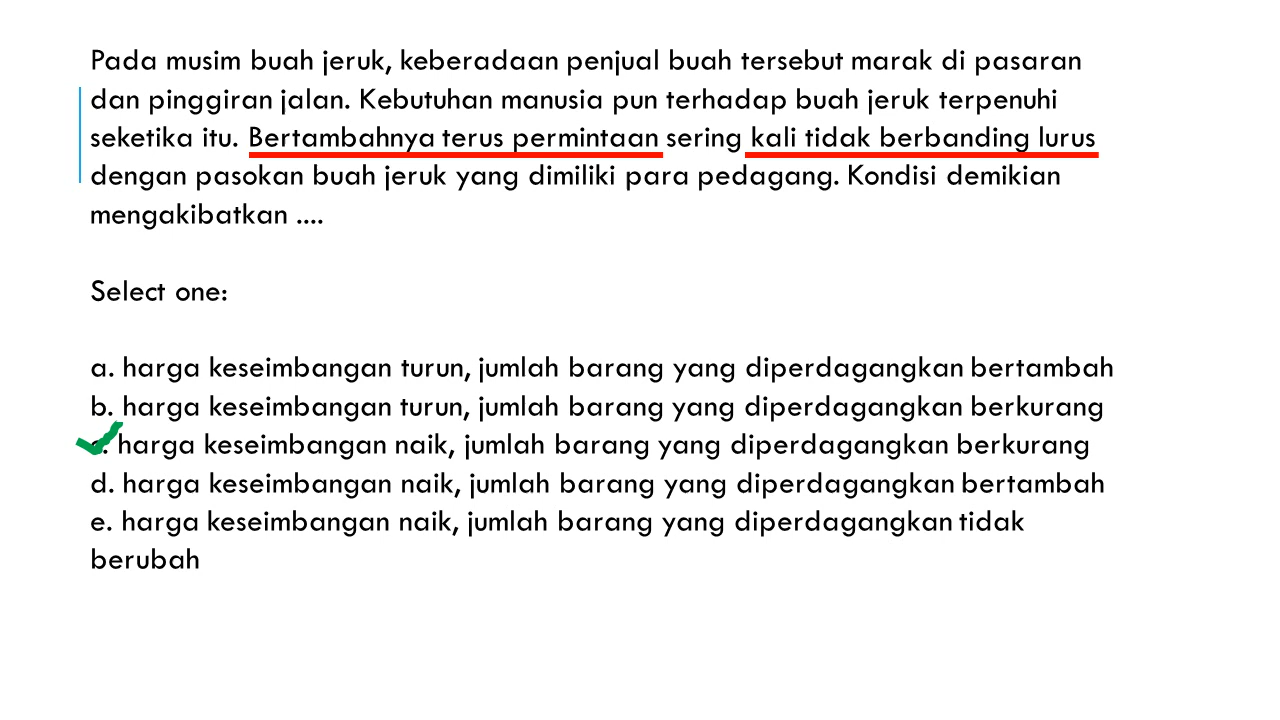 Pada musim buah jeruk, keberadaan penjual buah tersebut marak di pasaran
dan pinggiran jalan. Kebutuhan manusia pun terhadap buah jeruk terpenuhi
seketika itu. Bertambahnya terus permintaan sering kali tidak berbanding lurus
dengan pasokan buah jeruk yang dimiliki para pedagang. Kondisi demikian
mengakibatkan ....
Select one:
a. harga keseimbangan turun, jumlah barang yang diperdagangkan bertambah
b. harga keseimbangan turun, jumlah barang yang diperdagangkan berkurang
c. harga keseimbangan naik, jumlah barang yang diperdagangkan berkurang
d. harga keseimbangan naik, jumlah barang yang diperdagangkan bertambah
e. harga keseimbangan naik, jumlah barang yang diperdagangkan tidak
berubah